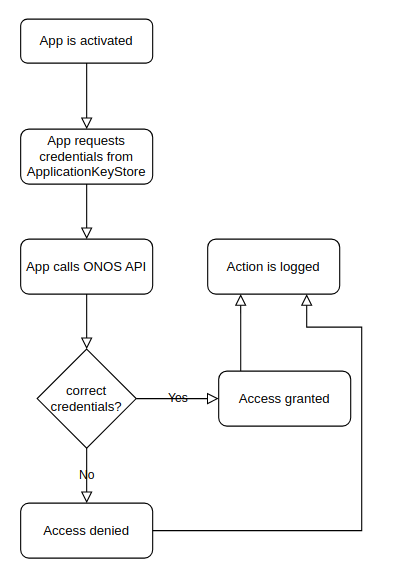 App is activated
App requests
credentials from
ApplicationKeyStore
App calls ONOS API
Action is logged
correct
credentials?
Yes
Access granted
No
Access denied